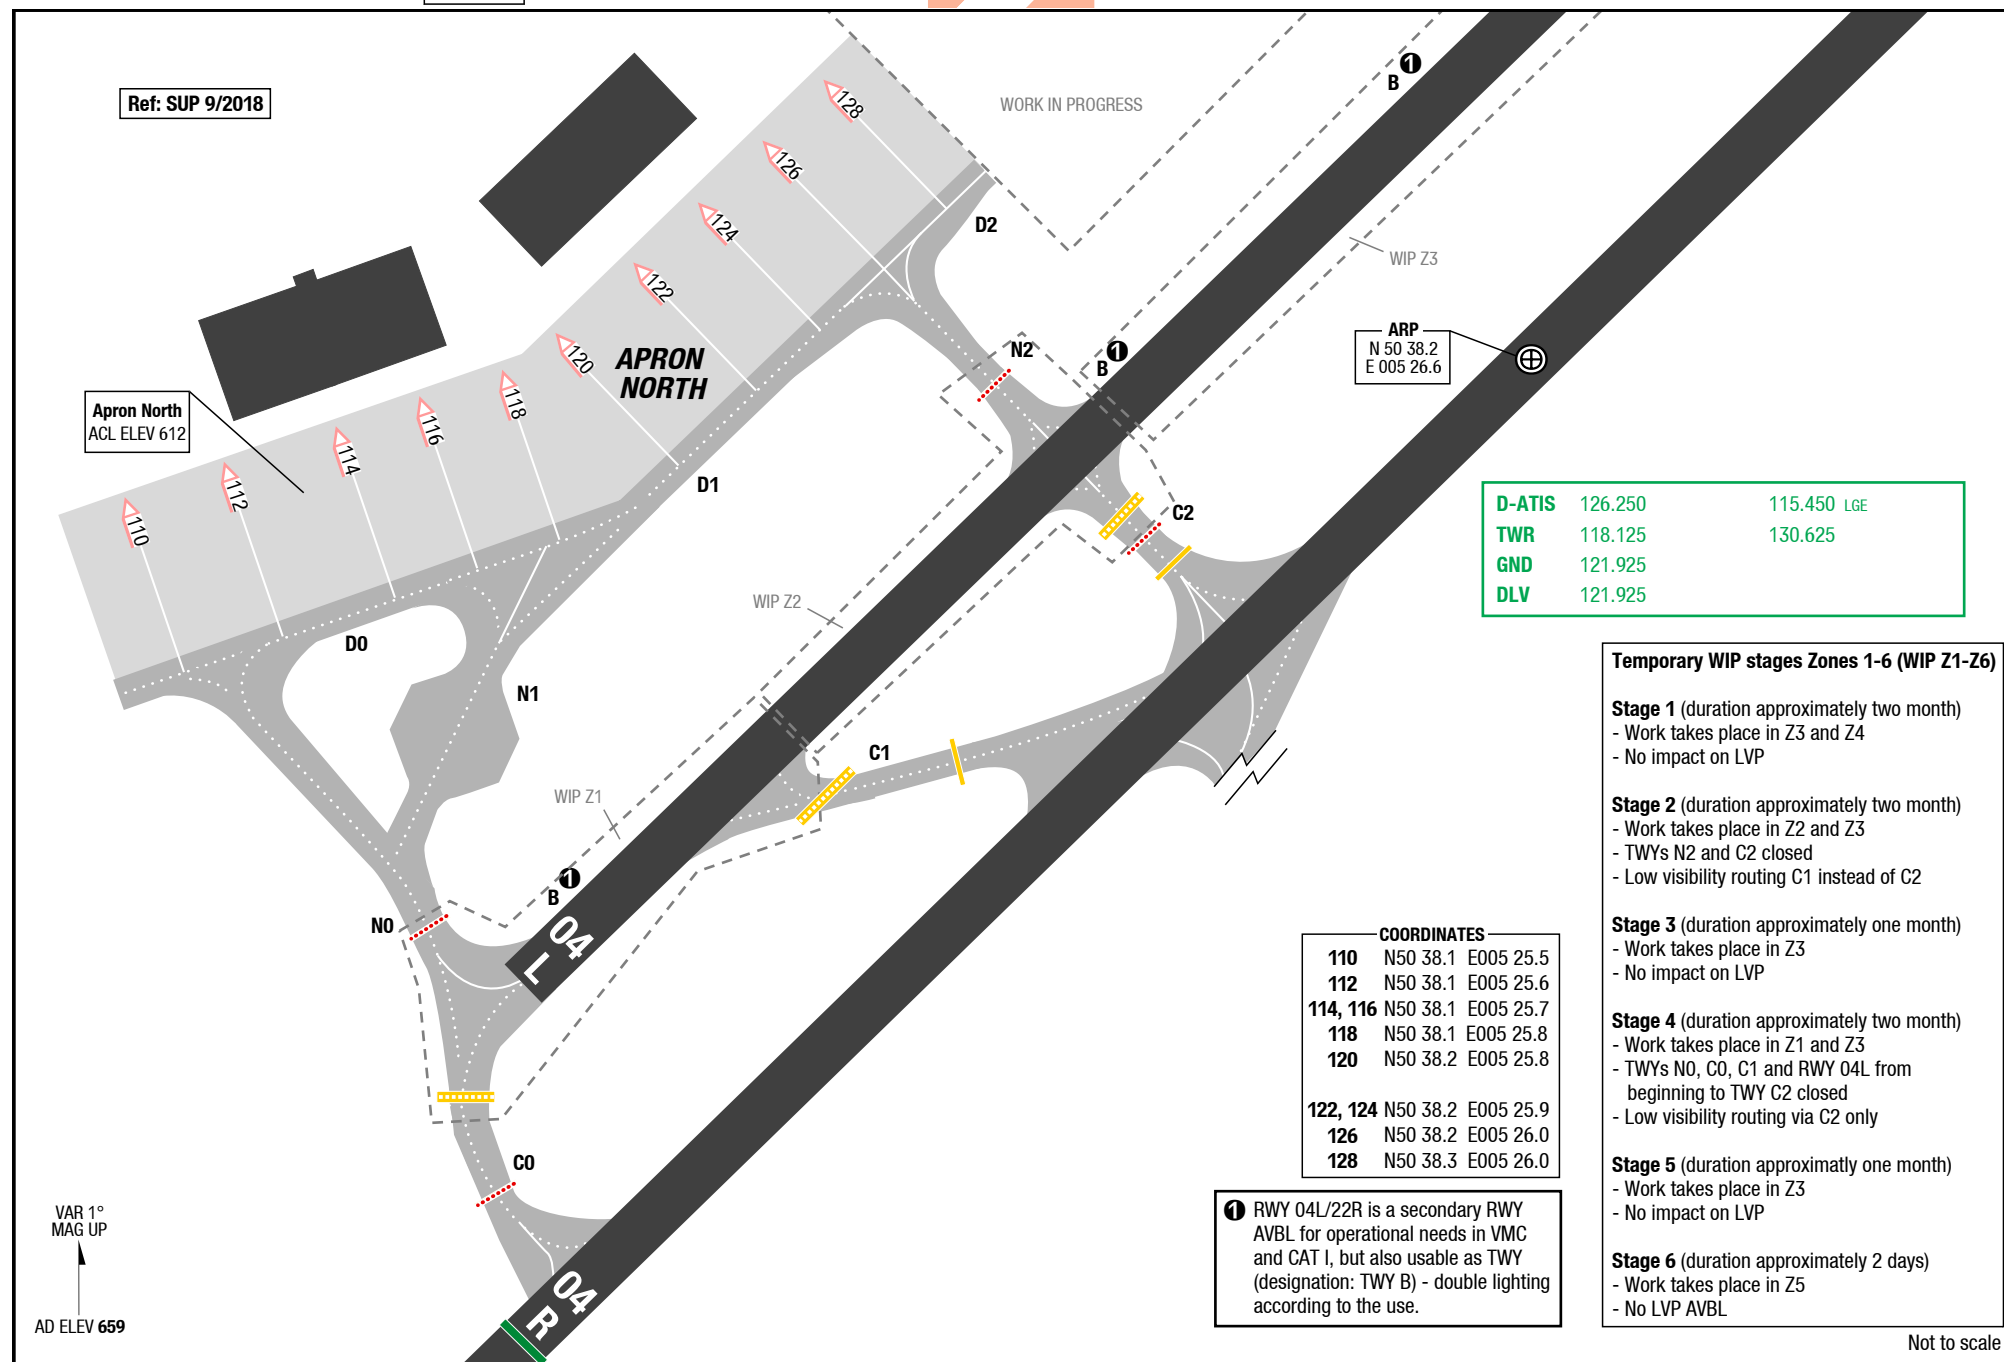 Ref: SUP 9/2018
WORK IN PROGRESS
B 1
128
126
124
122
120
118
116
114
112
110
D2
WIP Z3
APRON
NORTH
N2
B 1
ARP
N 50 38.2
E 005 26.6
Apron North
ACL ELEV 612
D1
C2
D-ATIS 126.250 115.450 LGE
TWR 118.125 130.625
GND 121.925
DLV 121.925
WIP Z2
D0
N1
C1
WIP Z1
B 1
04
L
N0
C0
04
R
Temporary WIP stages Zones 1-6 (WIP Z1-Z6)
Stage 1 (duration approximately two month)
- Work takes place in Z3 and Z4
- No impact on LVP
Stage 2 (duration approximately two month)
- Work takes place in Z2 and Z3
- TWYs N2 and C2 closed
- Low visibility routing C1 instead of C2
Stage 3 (duration approximately one month)
- Work takes place in Z3
- No impact on LVP
Stage 4 (duration approximately two month)
- Work takes place in Z1 and Z3
- TWYs N0, C0, C1 and RWY 04L from
beginning to TWY C2 closed
- Low visibility routing via C2 only
Stage 5 (duration approximatly one month)
- Work takes place in Z3
- No impact on LVP
Stage 6 (duration approximately 2 days)
- Work takes place in Z5
- No LVP AVBL
COORDINATES
110 N50 38.1 E005 25.5
112 N50 38.1 E005 25.6
114, 116 N50 38.1 E005 25.7
118 N50 38.1 E005 25.8
120 N50 38.2 E005 25.8
122, 124 N50 38.2 E005 25.9
126 N50 38.2 E005 26.0
128 N50 38.3 E005 26.0
1 RWY 04L/22R is a secondary RWY
AVBL for operational needs in VMC
and CAT I, but also usable as TWY
(designation: TWY B) - double lighting
according to the use.
VAR 1°
MAG UP
AD ELEV 659
Not to scale